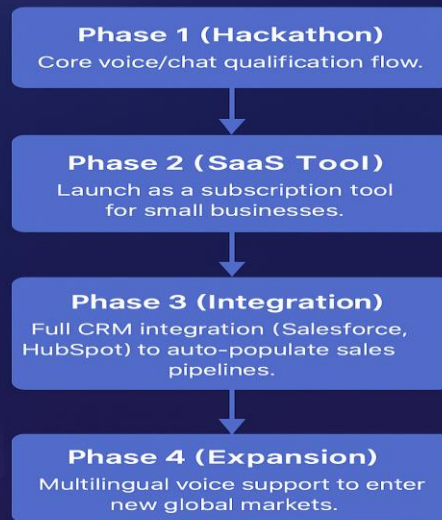 Phase 1 (Hackathon)
Core voice/chat qualification flow.
Phase 2 (SaaS Tool)
Launch as a subscription tool
for small businesses.
Phase 3 (Integration)
Full CRM integration (Salesforce,
HubSpot) to auto-populate sales
pipelines.
Phase 4 (Expansion)
Multilingual voice support to enter
new global markets.